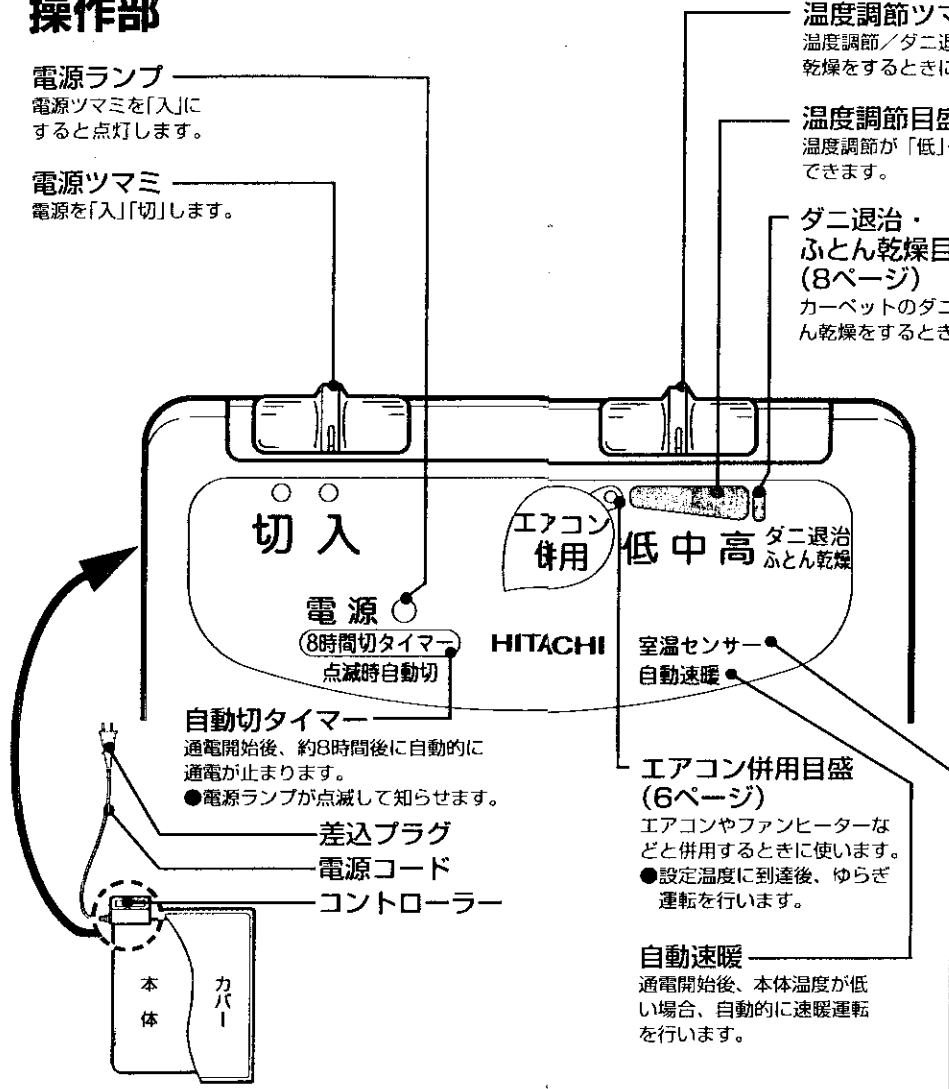 操作部
電源ランプ
電源ツマミを「入」に
すると点灯します。
電源ツマミ
電源を「入」「切」します。
温度調節ツマ
温度調節/ダニ退
乾燥をするときに
温度調節目盛
温度調節が「低」
できます。
ダニ退治・
ふとん乾燥目
(8ページ)
カーペットのダニ
ん乾燥をするとき
切 入
エアコン
併用
低 中 高
ダニ退治
ふとん乾燥
電源
8時間切タイマー
点滅時自動切
HITACHI
室温センサー
自動速暖
自動切タイマー
通電開始後、約8時間後に自動的に
通電が止まります。
●電源ランプが点滅して知らせます。
差込プラグ
電源コード
コントローラー
本体
カバー
エアコン併用目盛
(6ページ)
エアコンやファンヒーターな
どと併用するときに使います。
●設定温度に到達後、ゆらぎ
運転を行います。
自動速暖
通電開始後、本体温度が低
い場合、自動的に速暖運転
を行います。